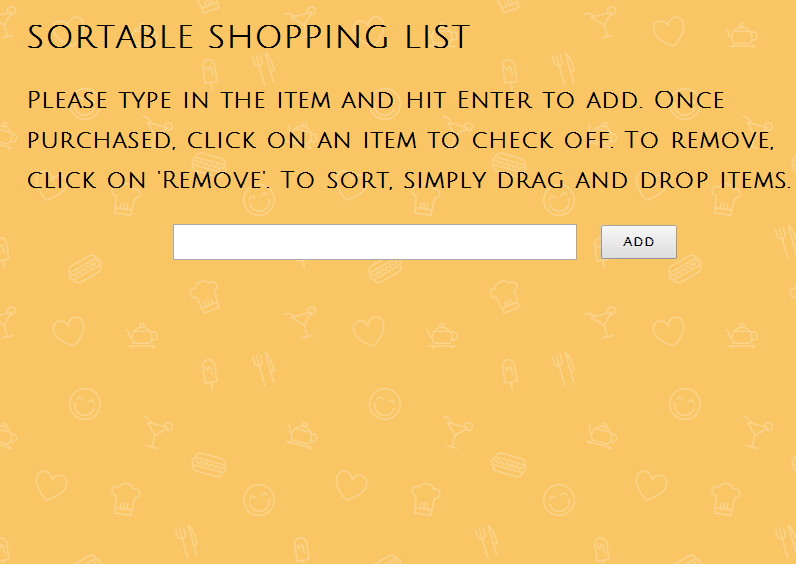 SORTABLE SHOPPING LIST
PLEASE TYPE IN THE ITEM AND HIT ENTER TO ADD. ONCE
PURCHASED, CLICK ON AN ITEM TO CHECK OFF. TO REMOVE,
CLICK ON 'REMOVE'. TO SORT, SIMPLY DRAG AND DROP ITEMS.
ADD